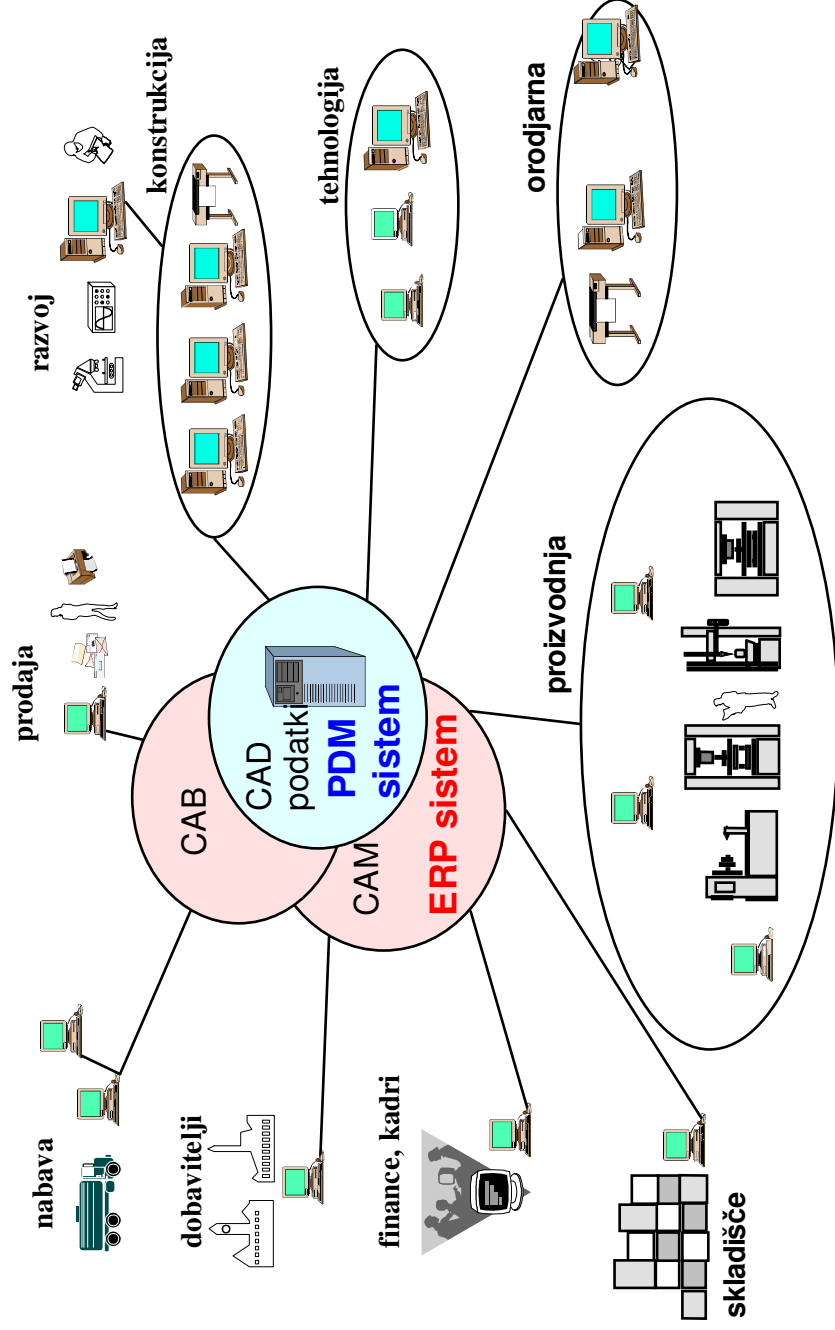 nabava
prodaja
razvoj
konstrukcija
dobavitelji
CAB
CAD
podatki
PDM
sistem
tehnologija
finance, kadri
CAM
ERP sistem
orodjarna
proizvodnja
skladišče